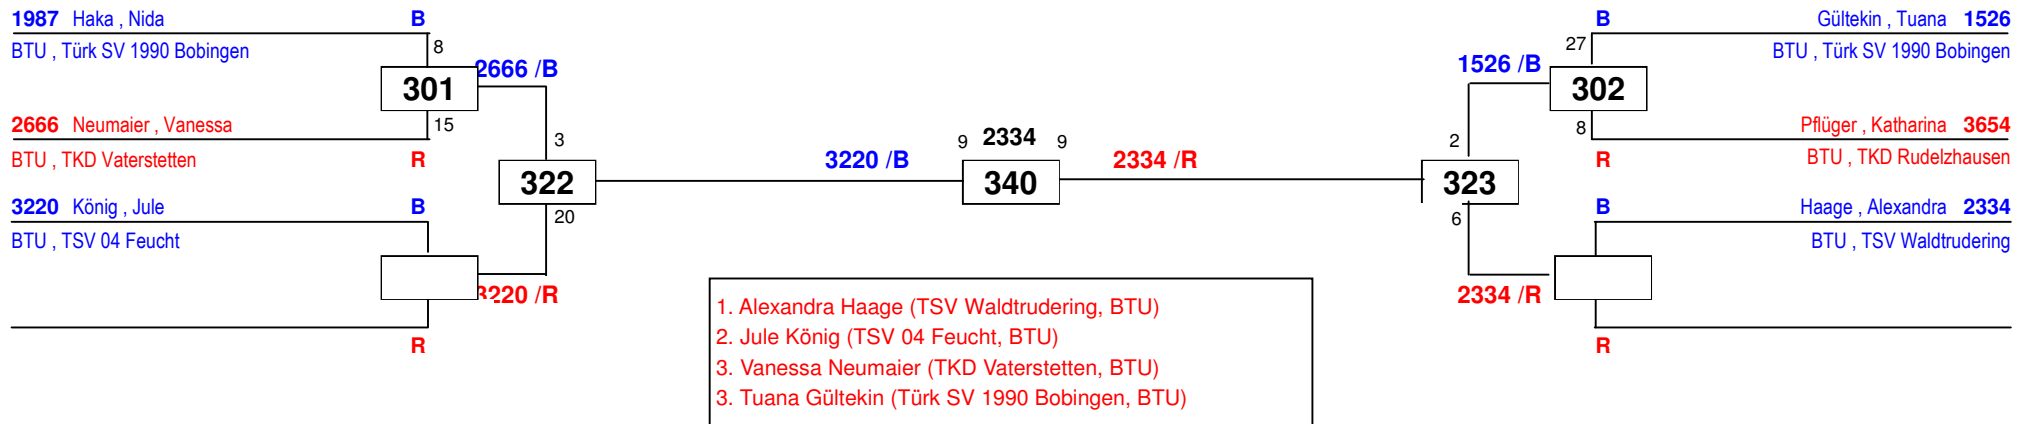 1987 Haka , Nida B
BTU , Türk SV 1990 Bobingen
8
2666 /B
301
15
2666 Neumaier , Vanessa
BTU , TKD Vaterstetten R
3
322
20
3220 König , Jule B
BTU , TSV 04 Feucht
3220 /R
R
3220 /B
9 2334 9
340
2334 /R
B Gültekin , Tuana 1526
27
BTU , Türk SV 1990 Bobingen
1526 /B
302
8
Pflüger , Katharina 3654
R BTU , TKD Rudelzhausen
2
323
6
B Haage , Alexandra 2334
BTU , TSV Waldtrudering
2334 /R
R
1. Alexandra Haage (TSV Waldtrudering, BTU)
2. Jule König (TSV 04 Feucht, BTU)
3. Vanessa Neumaier (TKD Vaterstetten, BTU)
3. Tuana Gültekin (Türk SV 1990 Bobingen, BTU)